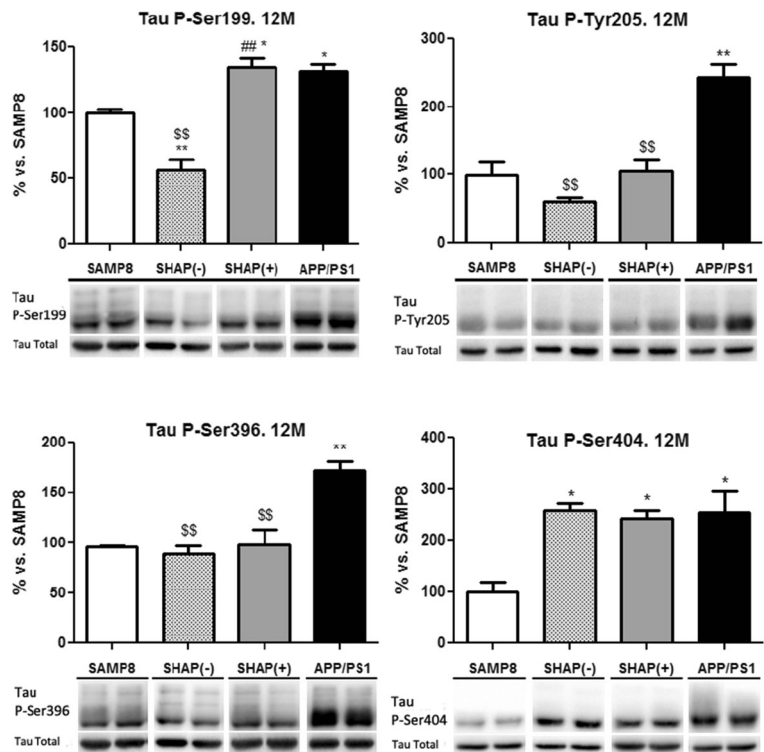 Tau P-Ser199. 12M
% vs. SAMP8
150
100
50
0
$$
**
## *
*
SAMP8 SHAP(-) SHAP(+) APP/PS1
Tau
P-Ser199
Tau Total
Tau P-Tyr205. 12M
% vs. SAMP8
300
200
100
0
$$
$$
**
SAMP8 SHAP(-) SHAP(+) APP/PS1
Tau
P-Tyr205
Tau Total
Tau P-Ser396. 12M
% vs. SAMP8
200
150
100
50
0
$$
$$
**
SAMP8 SHAP(-) SHAP(+) APP/PS1
Tau
P-Ser396
Tau Total
Tau P-Ser404. 12M
% vs. SAMP8
400
300
200
100
0
*
*
*
SAMP8 SHAP(-) SHAP(+) APP/PS1
Tau
P-Ser404
Tau Total